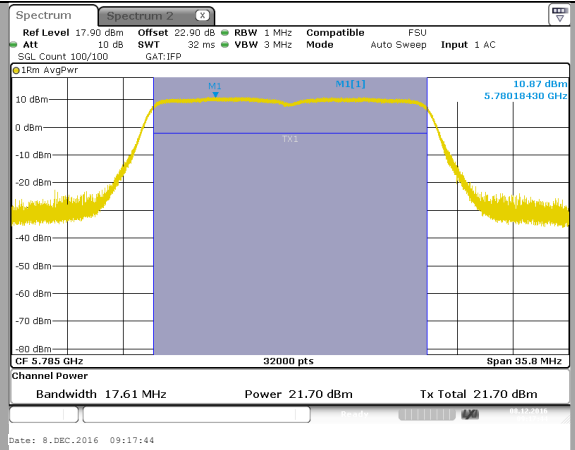 Spectrum Spectrum 2 X
Ref Level 17.90 dBm Offset 22.90 dB RBW 1 MHz Compatible FSU
Att 10 dB SWT 32 ms VBW 3 MHz Mode Auto Sweep Input 1 AC
SGL Count 100/100 GAT:IFP
1Rm AvgPwr
M1 M1[1] 10.87 dBm
5.78018430 GHz
10 dBm
0 dBm
TX1
-10 dBm
-20 dBm
-40 dBm
-50 dBm
-60 dBm
-70 dBm
-80 dBm
CF 5.785 GHz 32000 pts Span 35.8 MHz
Channel Power
Bandwidth 17.61 MHz Power 21.70 dBm Tx Total 21.70 dBm
Ready 08.12.2016
Date: 8.DEC.2016 09:17:44